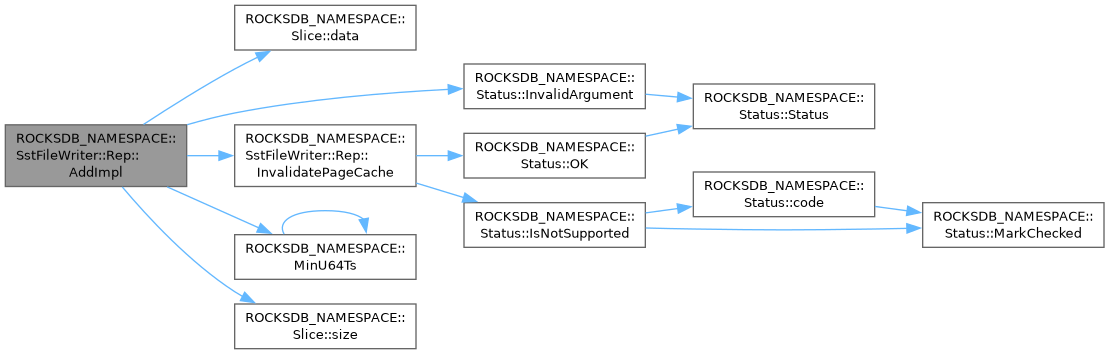 ROCKSDB_NAMESPACE::
SstFileWriter::Rep::
AddImpl
ROCKSDB_NAMESPACE::
Slice::data
ROCKSDB_NAMESPACE::
Status::InvalidArgument
ROCKSDB_NAMESPACE::
SstFileWriter::Rep::
InvalidatePageCache
ROCKSDB_NAMESPACE::
MinU64Ts
ROCKSDB_NAMESPACE::
Slice::size
ROCKSDB_NAMESPACE::
Status::Status
ROCKSDB_NAMESPACE::
Status::OK
ROCKSDB_NAMESPACE::
Status::IsNotSupported
ROCKSDB_NAMESPACE::
Status::code
ROCKSDB_NAMESPACE::
Status::MarkChecked